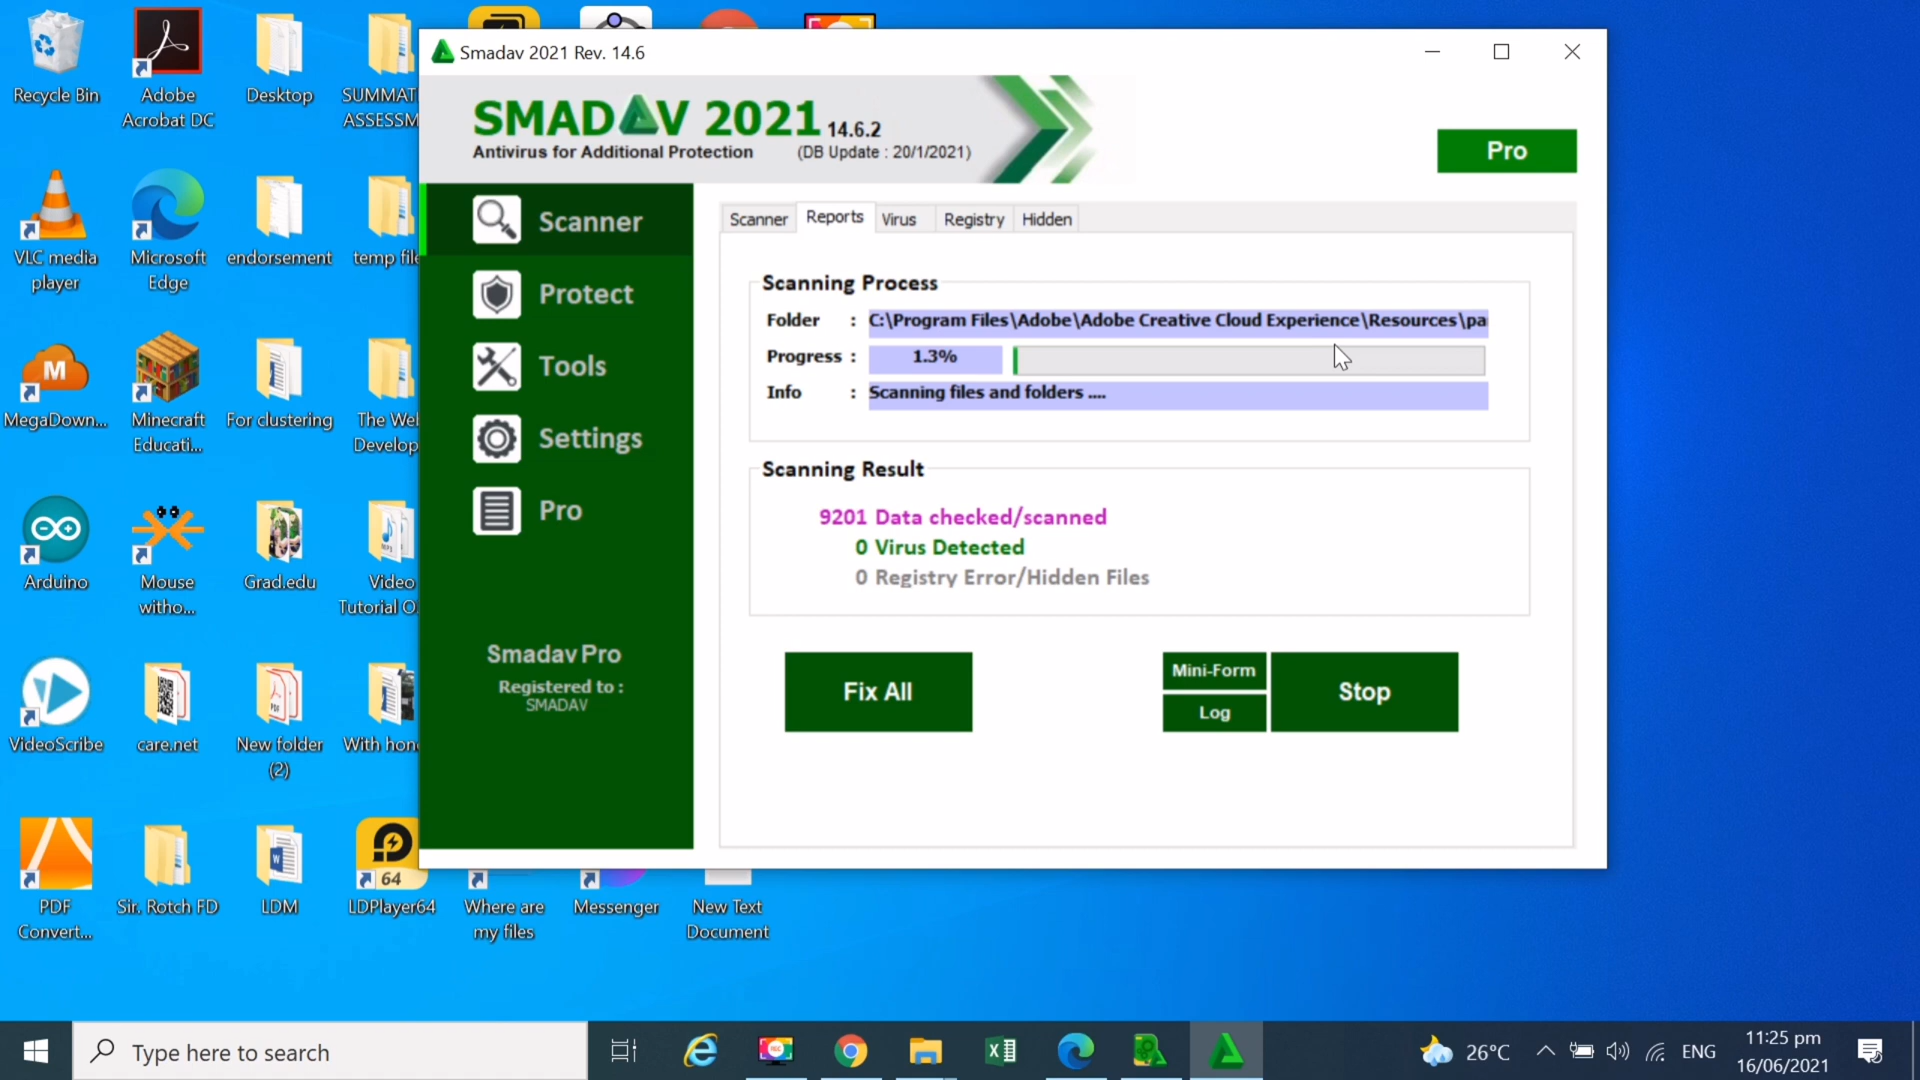 Recycle Bin
Adobe
Acrobat DC
Desktop
SUMMAT
ASSESSM
VLC media
player
Microsoft
Edge
endorsement
temp file
MegaDown...
Minecraft
Educati...
For clustering
The Wel
Develop
Arduino
Mouse
witho...
Grad.edu
Video
Tutorial O
VideoScribe
care.net
New folder
(2)
With hon
PDF
Convert...
Sir. Rotch FD
LDM
64
LDPlayer64
Where are
my files
Messenger
New Text
Document
Smadav 2021 Rev. 14.6
SMADAV 2021 14.6.2
Antivirus for Additional Protection (DB Update : 20/1/2021)
Pro
Scanner
Protect
Tools
Settings
Pro
Smadav Pro
Registered to :
SMADAV
Scanner Reports Virus Registry Hidden
Scanning Process
Folder : C:\Program Files\Adobe\Adobe Creative Cloud Experience\Resources\pa
Progress : 1.3%
Info : Scanning files and folders ....
Scanning Result
9201 Data checked/scanned
0 Virus Detected
0 Registry Error/Hidden Files
Fix All
Mini-Form
Log
Stop
Type here to search
26°C
ENG
11:25 pm
16/06/2021